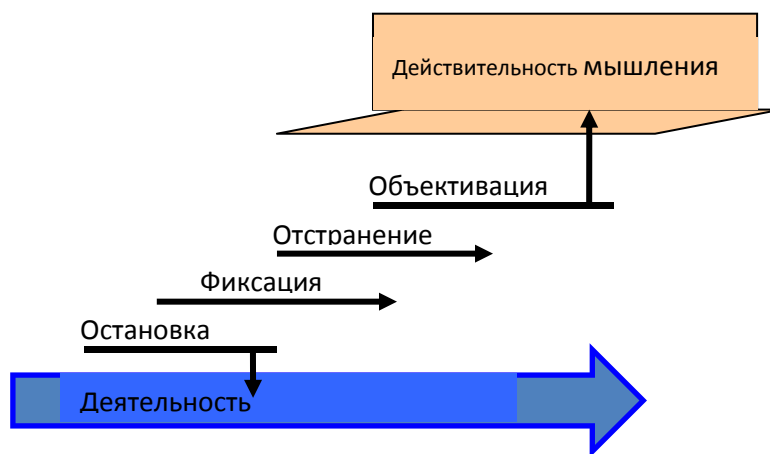 Действительность мышления
Объективация
Отстранение
Фиксация
Остановка
Деятельность